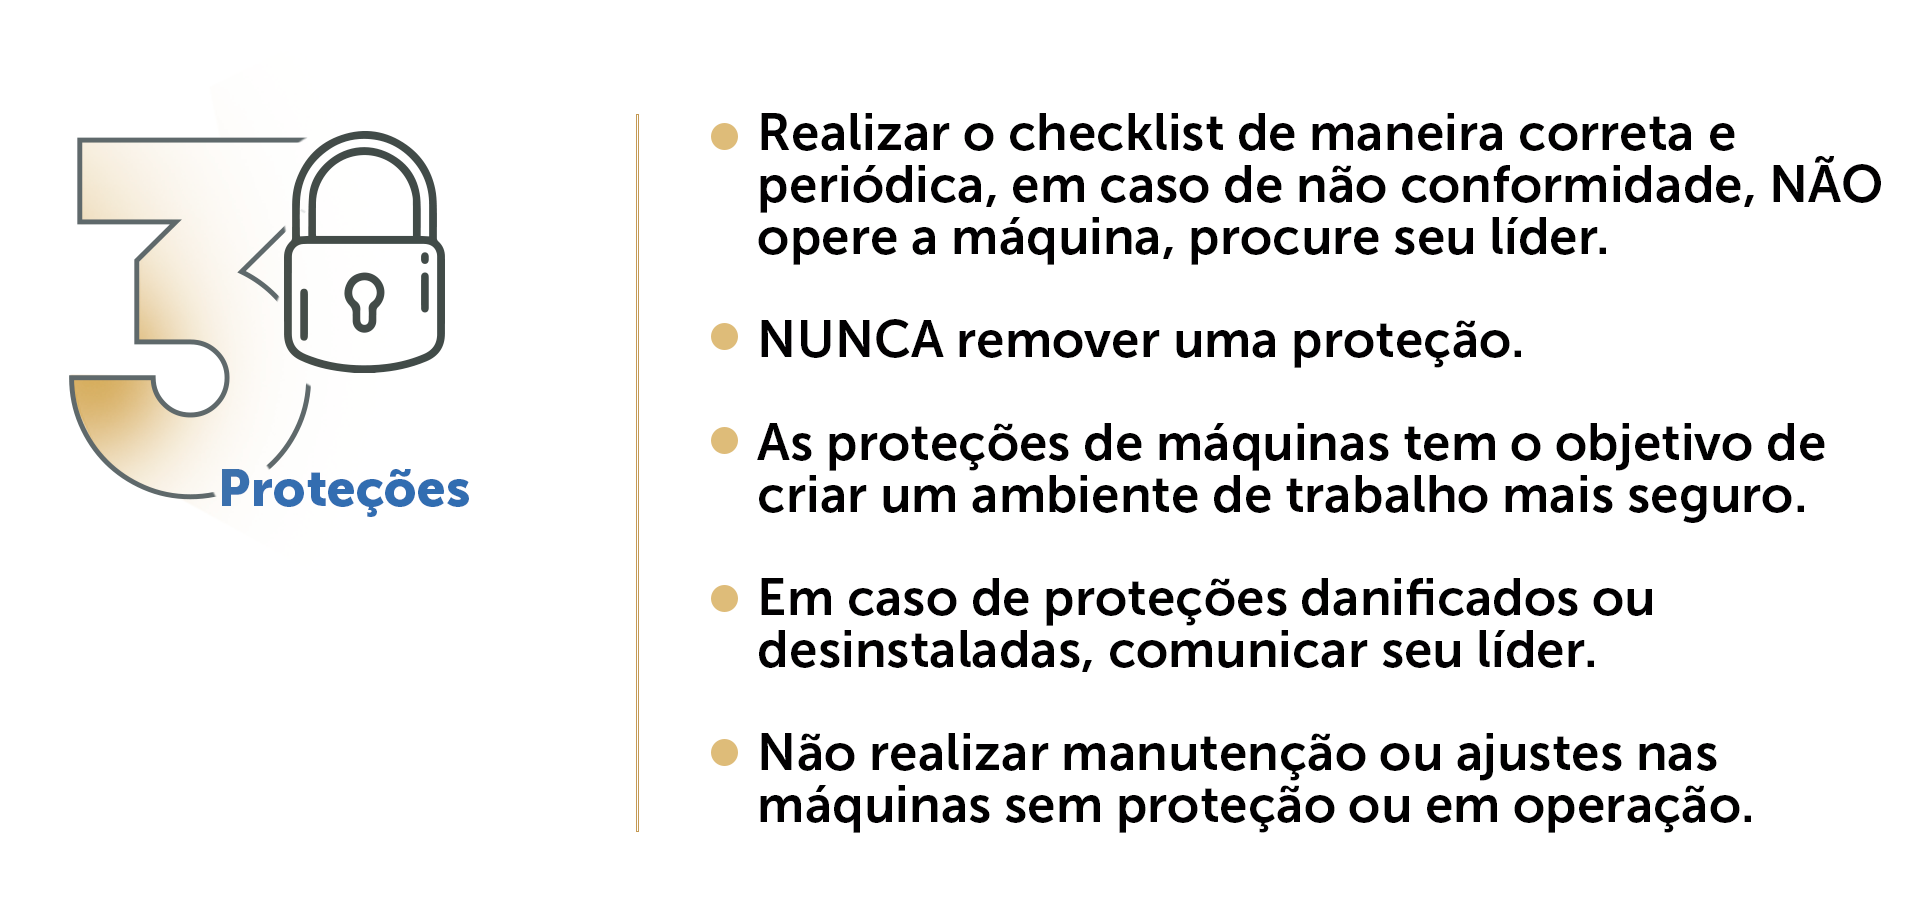 3
Proteções
Realizar o checklist de maneira correta e
periódica, em caso de não conformidade, NÃO
opere a máquina, procure seu líder.
NUNCA remover uma proteção.
As proteções de máquinas tem o objetivo de
criar um ambiente de trabalho mais seguro.
Em caso de proteções danificados ou
desinstaladas, comunicar seu líder.
Não realizar manutenção ou ajustes nas
máquinas sem proteção ou em operação.